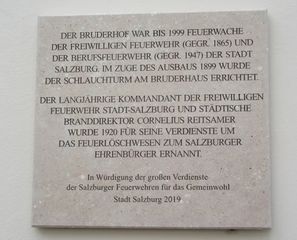 DER BRUDERHOF WAR BIS 1999 FEUERWACHE
DER FREIWILLIGEN FEUERWEHR (GEGR. 1865) UND
DER BERUFSFEUERWEHR (GEGR. 1947) DER STADT
SALZBURG. IM ZUGE DES AUSBAUS 1899 WURDE
DER SCHLAUCHTURM AM BRUDERHAUS ERRICHTET.
DER LANGJÄHRIGE KOMMANDANT DER FREIWILLIGEN
FEUERWEHR STADT-SALZBURG UND STÄDTISCHE
BRANDDIREKTOR CORNELIUS REITSAMER
WURDE 1920 FÜR SEINE VERDIENSTE UM
DAS FEUERLÖSCHWESEN ZUM SALZBURGER
EHRENBÜRGER ERNANNT.
In Würdigung der großen Verdienste
der Salzburger Feuerwehren für das Gemeinwohl
Stadt Salzburg 2019